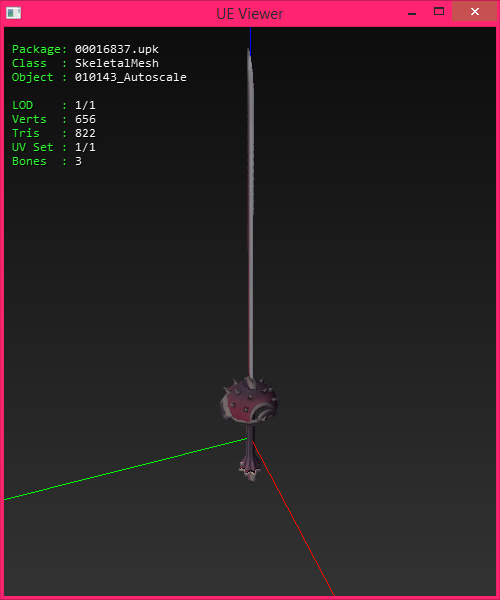 UE Viewer
Package: 00016837.upk
Class  : SkeletalMesh
Object : 010143_Autoscale
LOD    : 1/1
Verts  : 656
Tris   : 822
UV Set : 1/1
Bones  : 3